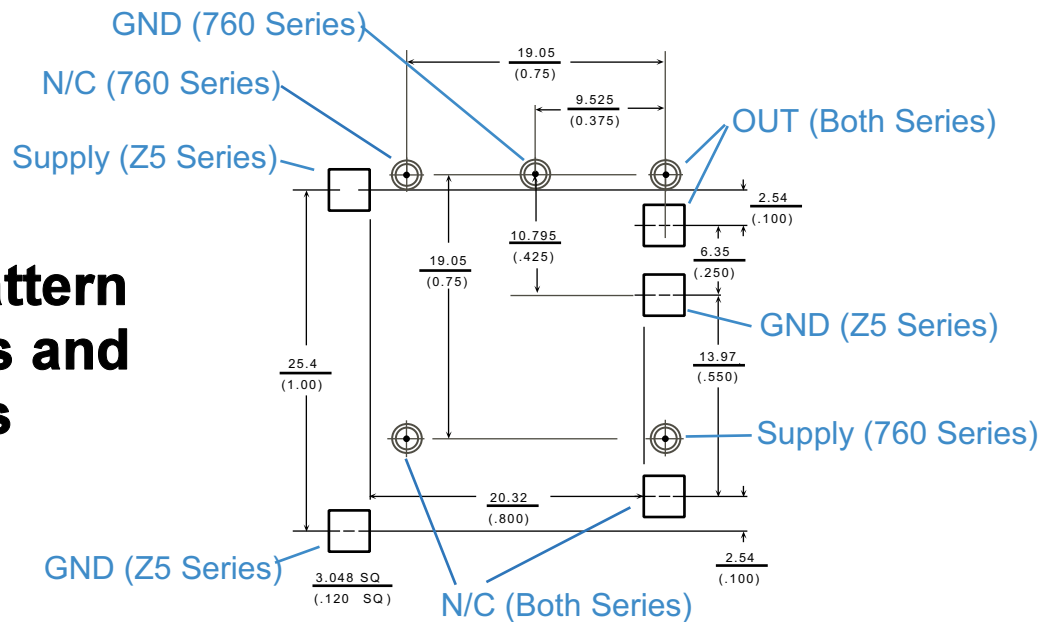 GND (760 Series)
19.05
(0.75)
N/C (760 Series)
9.525
(0.375)
OUT (Both Series)
Supply (Z5 Series)
2.54
(.100)
10.795
(.425)
6.35
(.250)
19.05
(0.75)
attern
s and
s
GND (Z5 Series)
25.4
(1.00)
13.97
(.550)
Supply (760 Series)
20.32
(.800)
GND (Z5 Series)
3.048 SQ
(.120 SQ)
2.54
(.100)
N/C (Both Series)